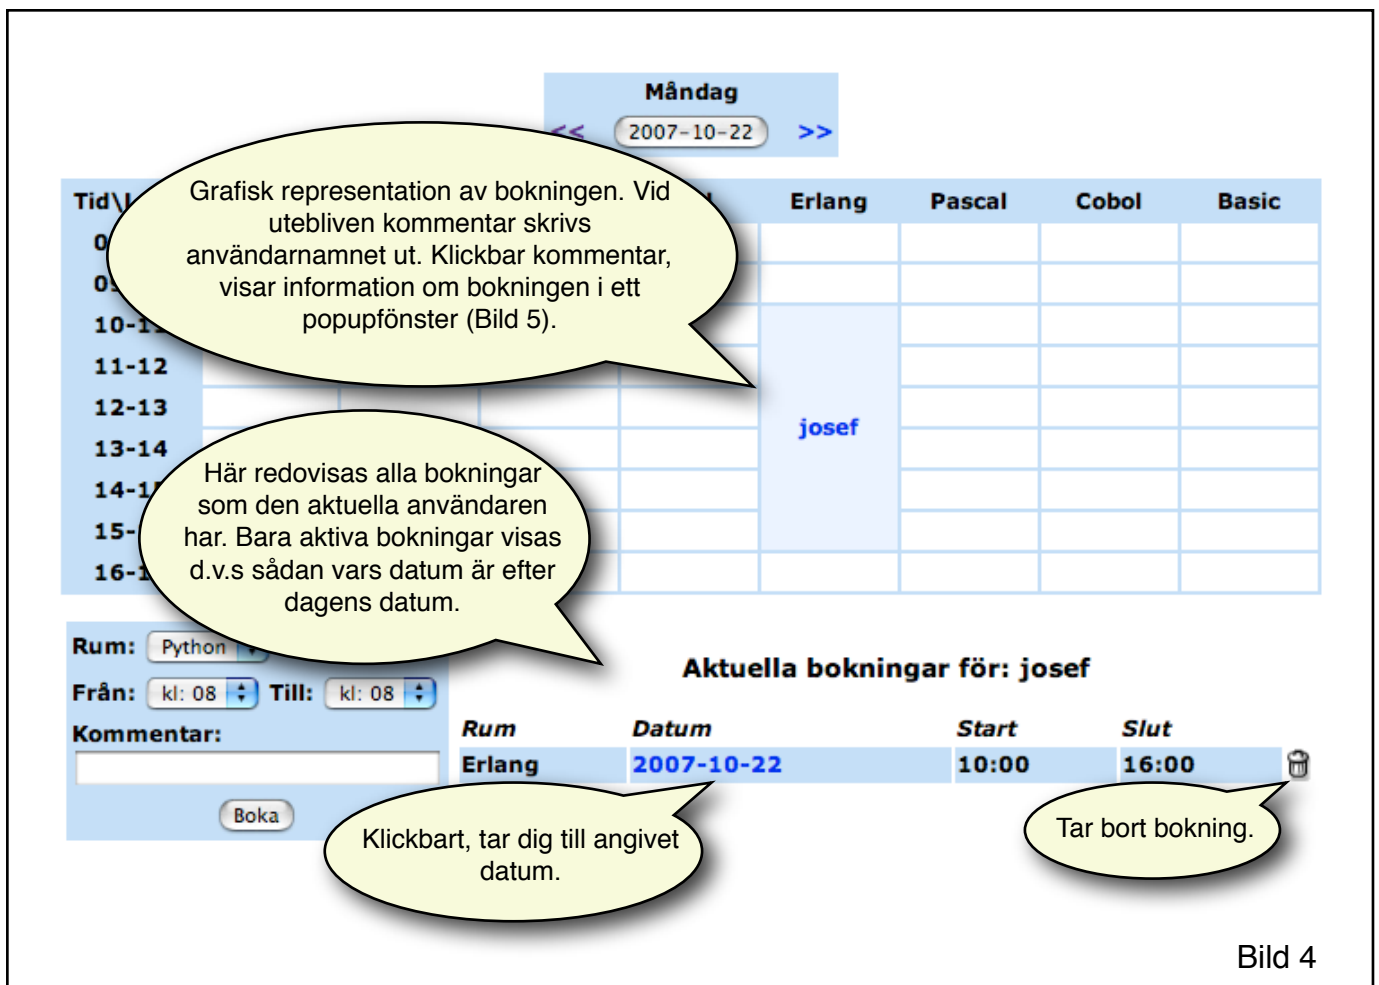 Måndag
<< 2007-10-22 >>
Grafisk representation av bokningen. Vid
utebliven kommentar skrivs
användarnamnet ut. Klickbar kommentar,
visar information om bokningen i ett
popupfönster (Bild 5).
Erlang Pascal Cobol Basic
11-12
12-13
josef
13-14
Här redovisas alla bokningar
som den aktuella användaren
har. Bara aktiva bokningar visas
d.v.s sådan vars datum är efter
dagens datum.
Rum: Python
Från: kl: 08 Till: kl: 08
Kommentar:
Boka
Aktuella bokningar för: josef
Rum Datum Start Slut
Erlang 2007-10-22 10:00 16:00
Klickbart, tar dig till angivet
datum.
Tar bort bokning.
Bild 4